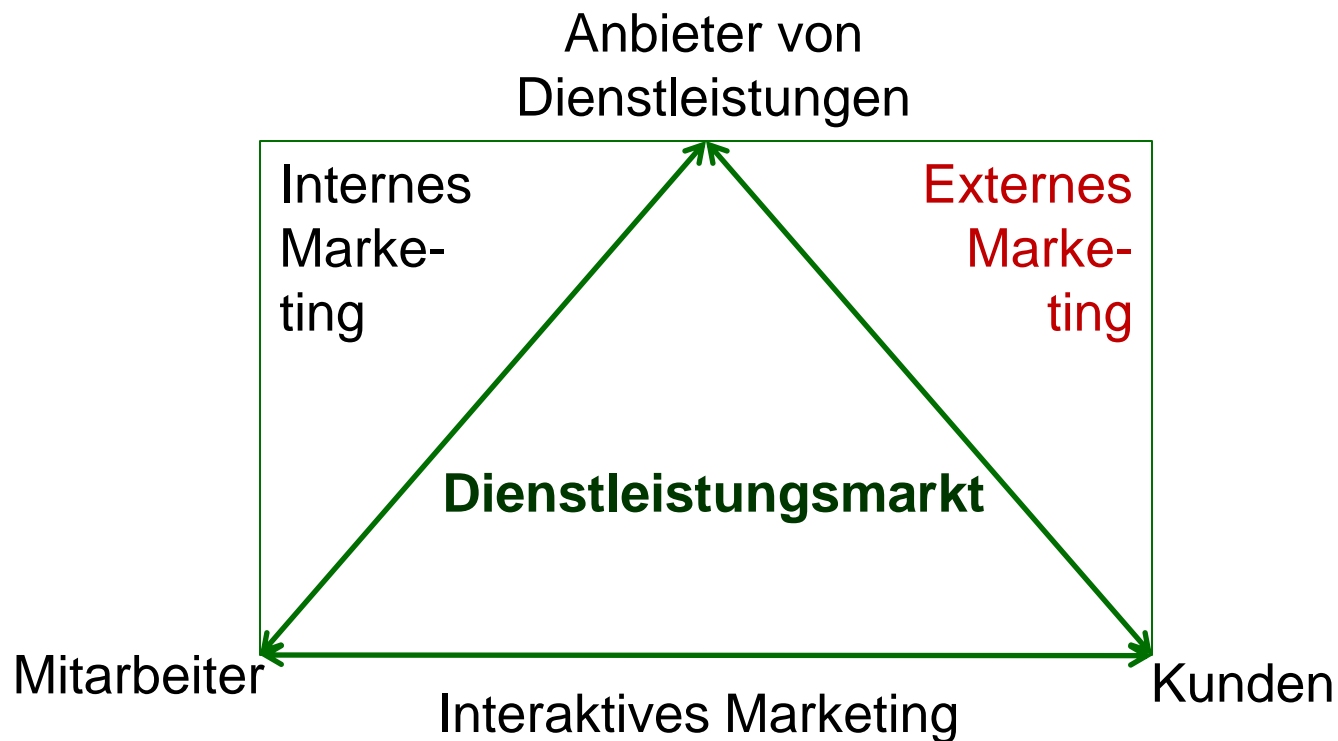 Anbieter von
Dienstleistungen
Internes
Marke-
ting
Externes
Marke-
ting
Dienstleistungsmarkt
Mitarbeiter
Kunden
Interaktives Marketing